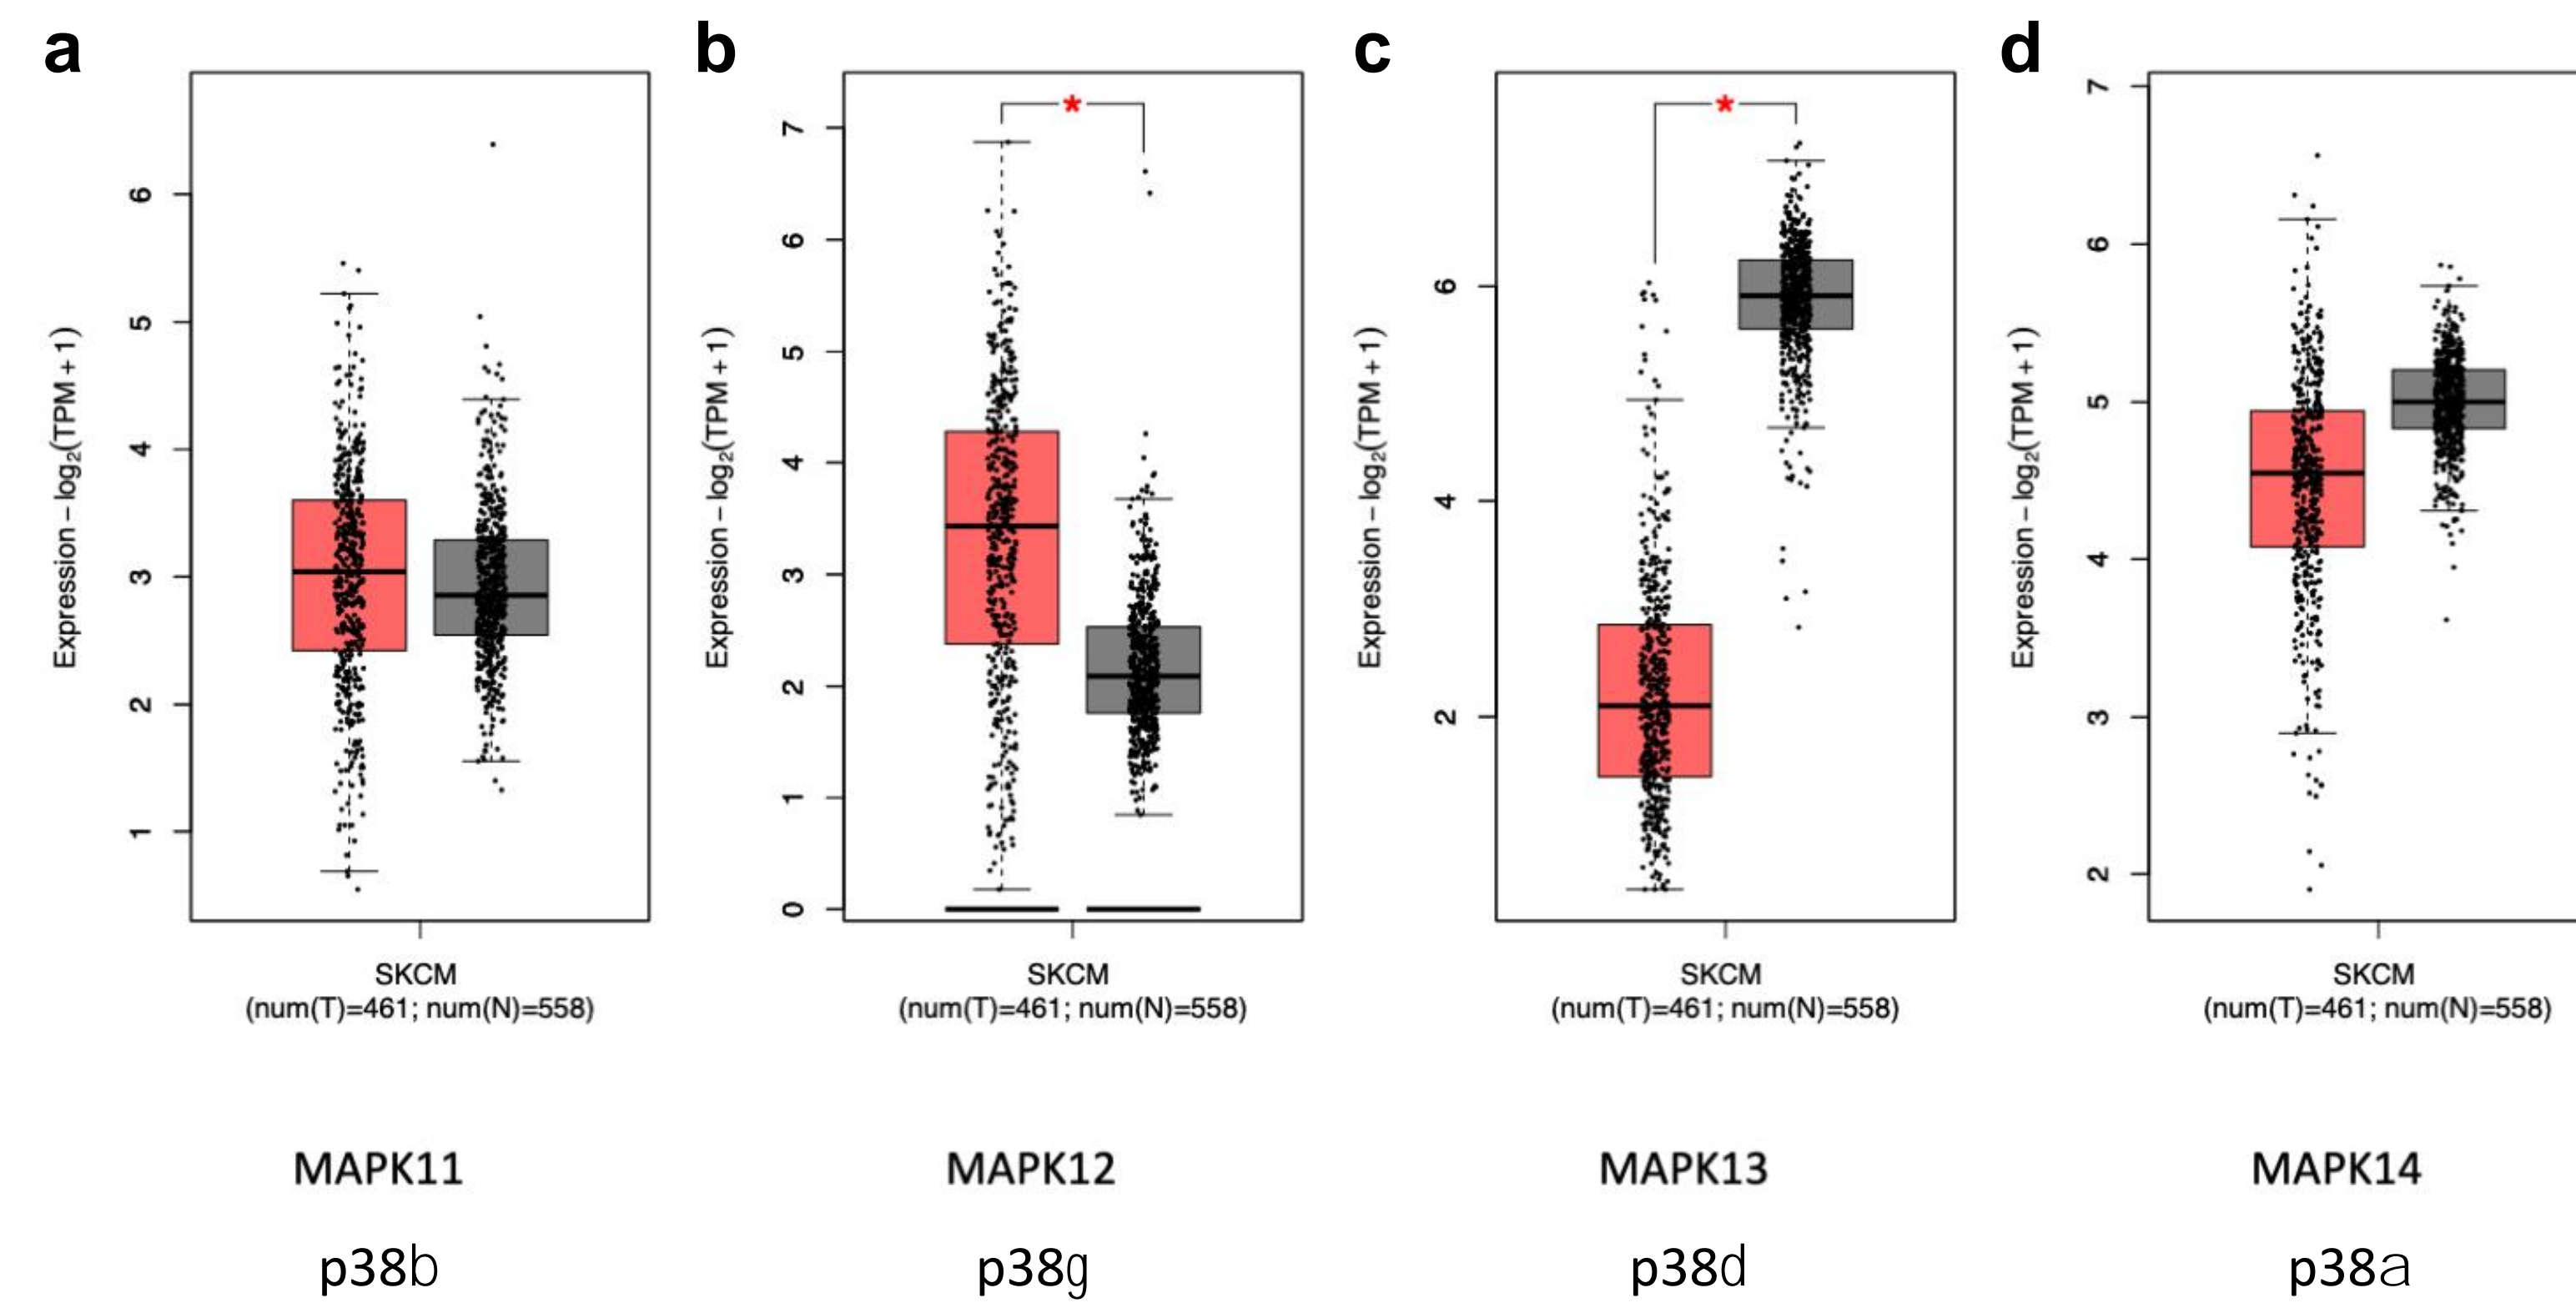 a
b
c
d
Expression – log₂(TPM + 1)
1
2
3
4
5
6
SKCM
(num(T)=461; num(N)=558)
MAPK11
p38b
Expression – log₂(TPM + 1)
0
1
2
3
4
5
6
7
*
SKCM
(num(T)=461; num(N)=558)
MAPK12
p38g
Expression – log₂(TPM + 1)
2
4
6
*
SKCM
(num(T)=461; num(N)=558)
MAPK13
p38d
Expression – log₂(TPM + 1)
2
3
4
5
6
7
SKCM
(num(T)=461; num(N)=558)
MAPK14
p38a